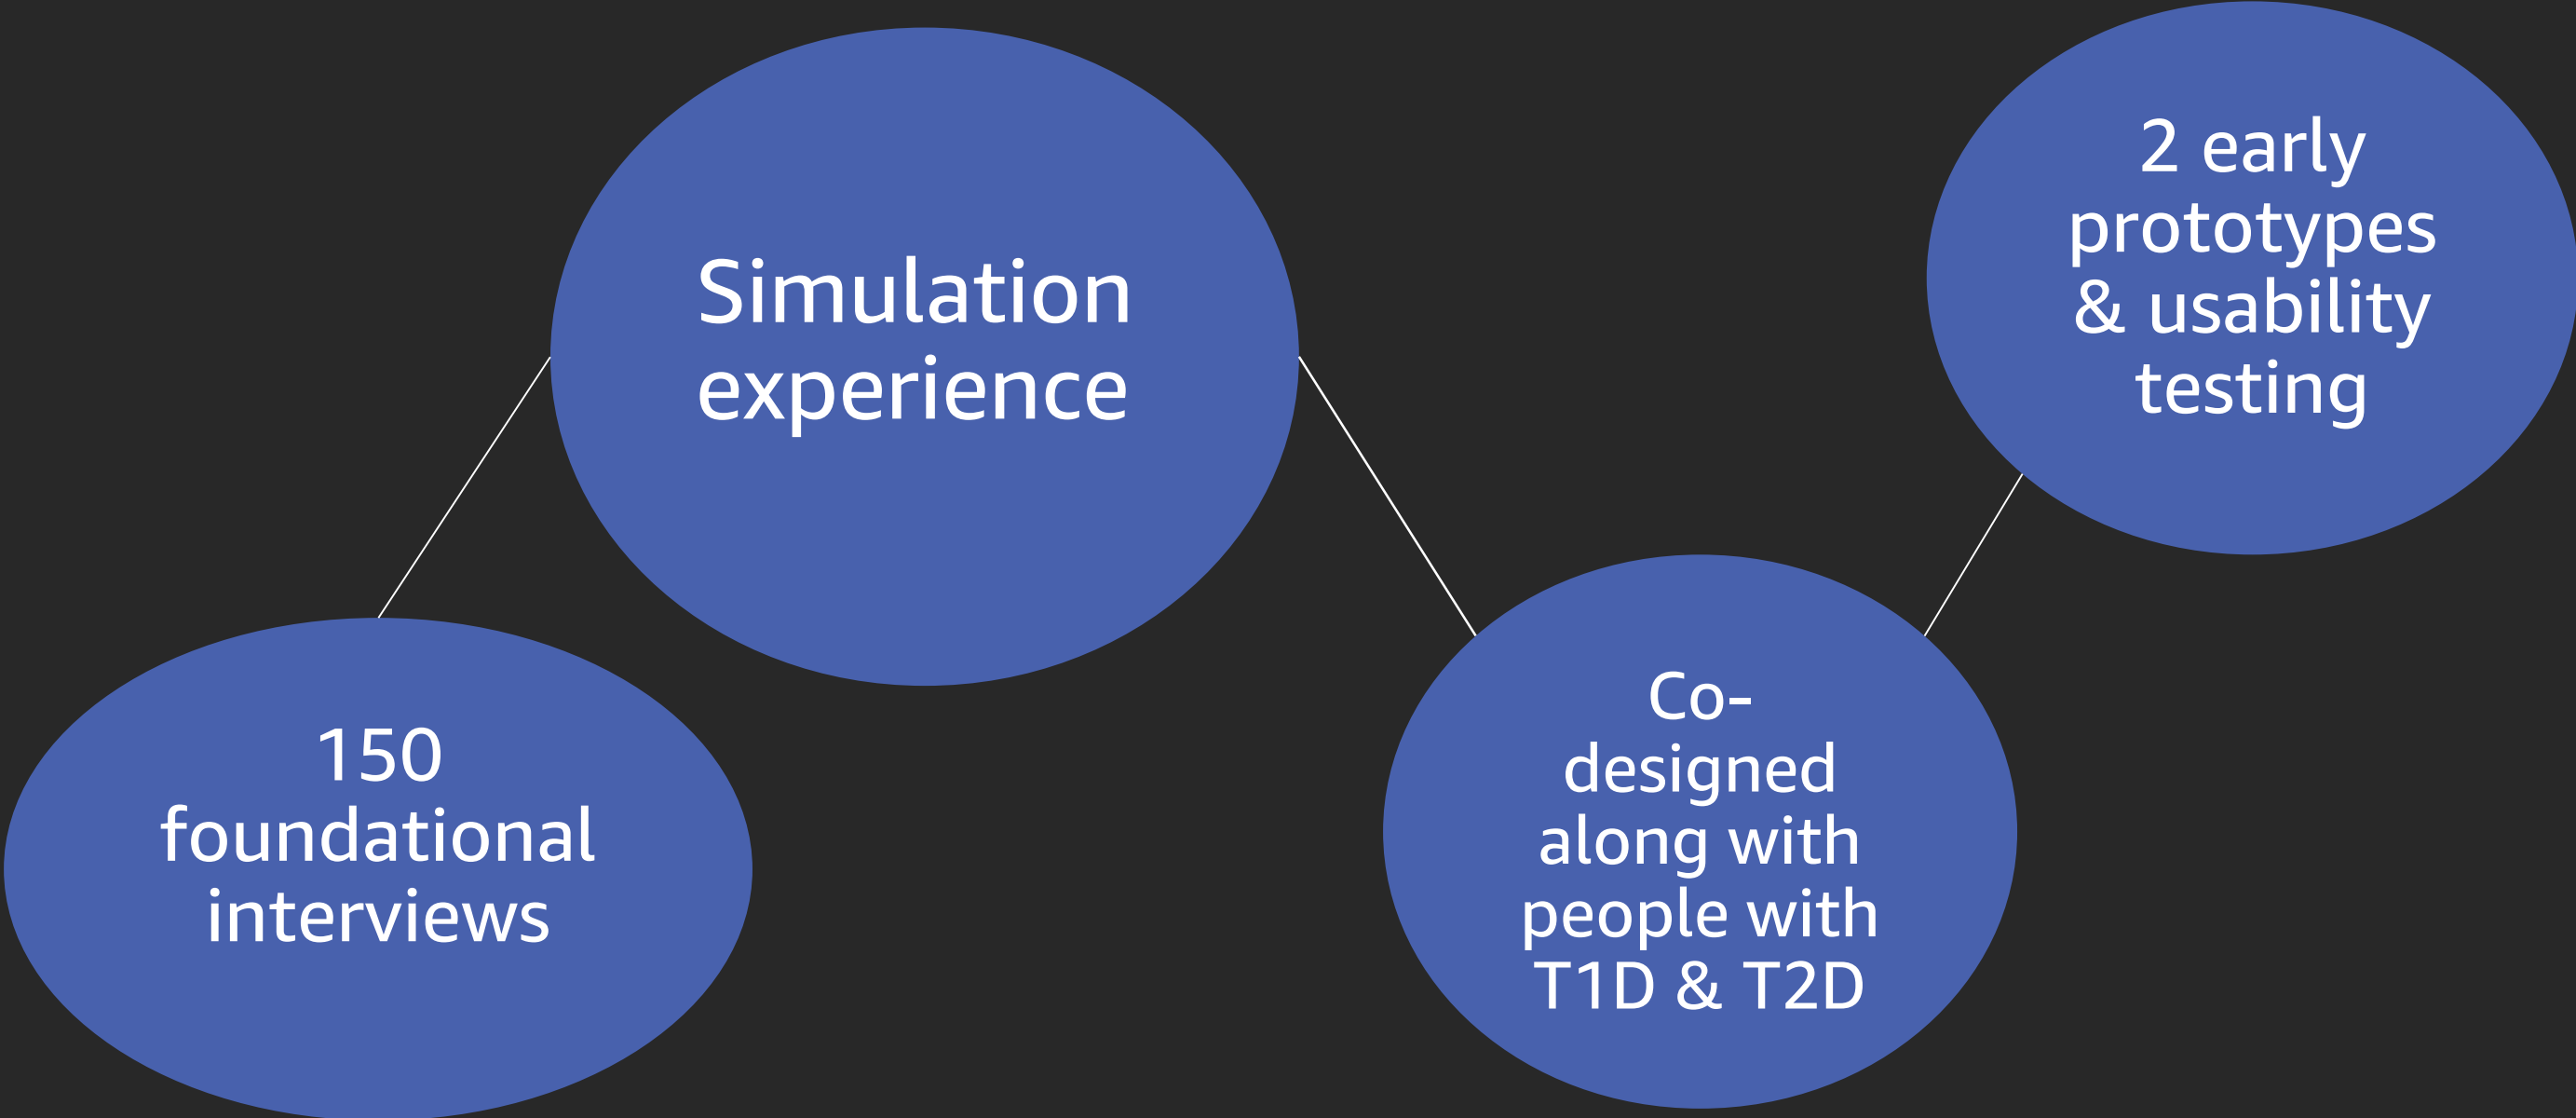 150
foundational
interviews
Simulation
experience
Co-
designed
along with
people with
T1D & T2D
2 early
prototypes
& usability
testing